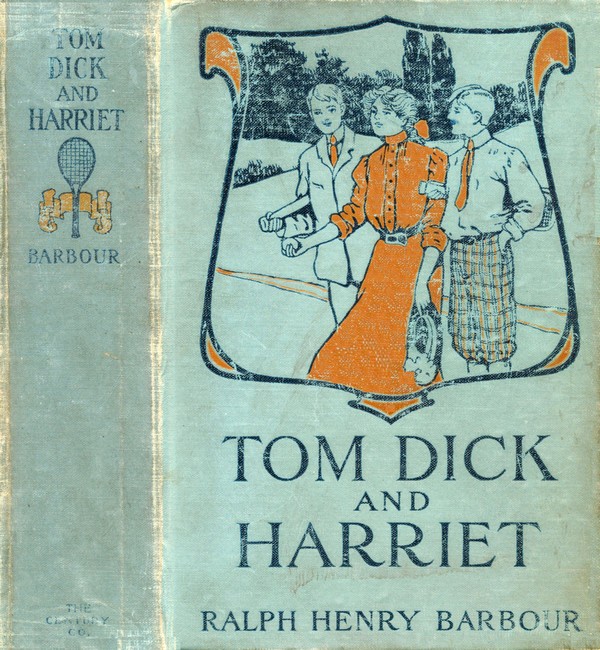 TOM
DICK
AND
HARRIET
BARBOUR
THE
CENTURY
CO.
TOM DICK
AND
HARRIET
RALPH HENRY BARBOUR